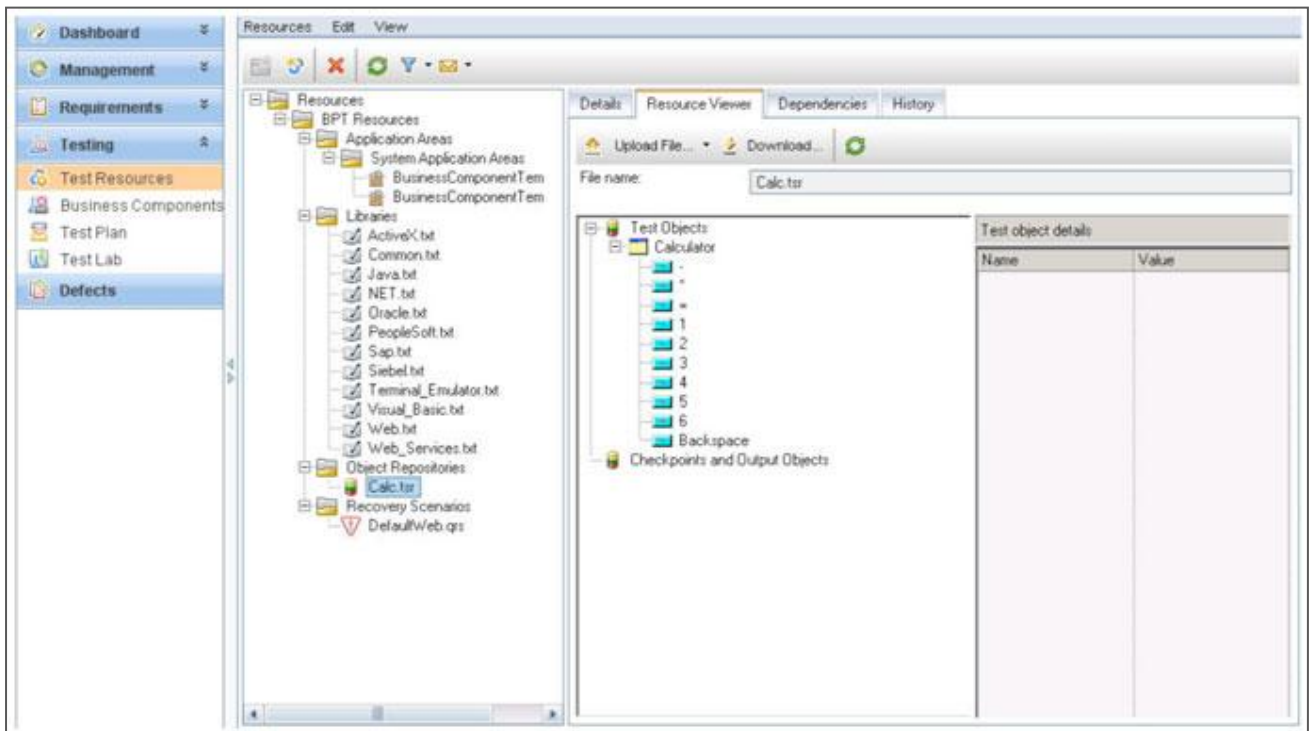 Dashboard
Management
Requirements
Testing
Test Resources
Business Components
Test Plan
Test Lab
Defects
Resources Edit View
Resources
BPT Resources
Application Areas
System Application Areas
BusinessComponentTem
BusinessComponentTem
Libraries
ActiveX.txt
Common.txt
Java.txt
NET.txt
Oracle.txt
PeopleSoft.txt
Sap.txt
Siebel.txt
Terminal_Emulator.txt
Visual_Basic.txt
Web.txt
Web_Services.txt
Object Repositories
Calc.tsr
Recovery Scenarios
DefaultWeb.qrs
Details Resource Viewer Dependencies History
Upload File... Download...
File name: Calc.tsr
Test Objects
Calculator
-
*
=
1
2
3
4
5
6
Backspace
Checkpoints and Output Objects
Test object details
Name Value